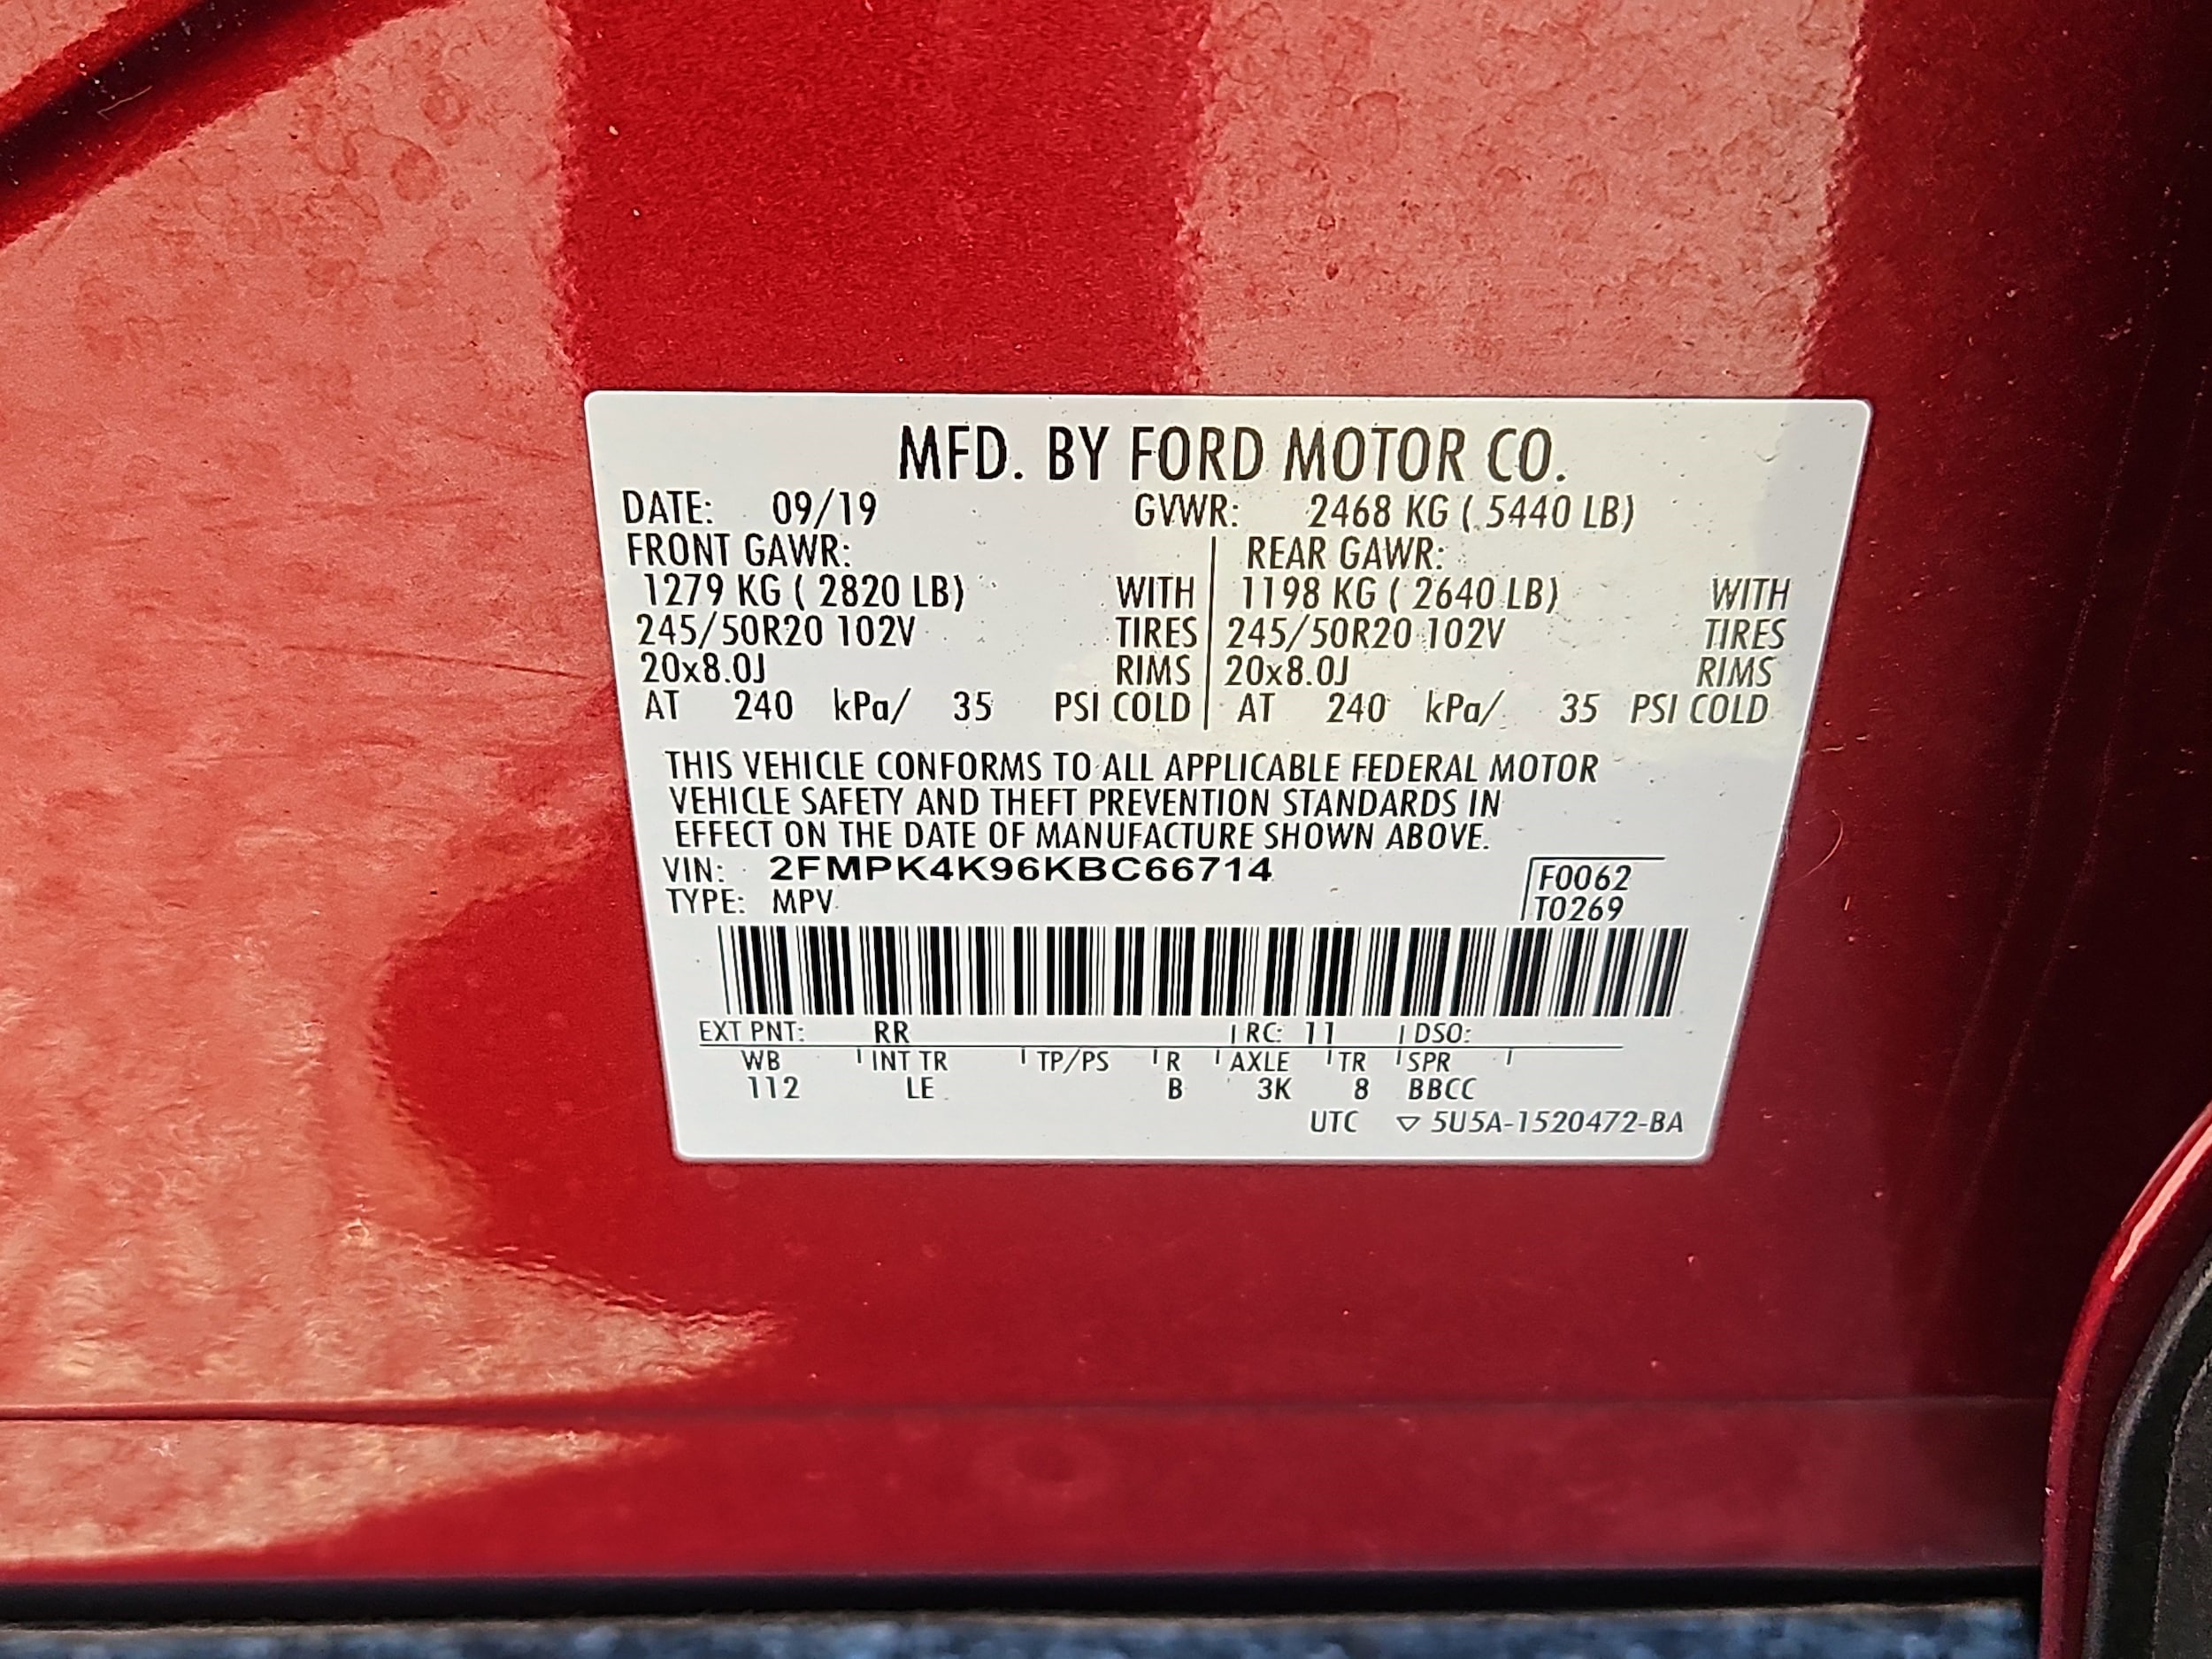 MFD. BY FORD MOTOR CO.
DATE: 09/19 GVWR: 2468 KG ( 5440 LB)
FRONT GAWR: REAR GAWR:
1279 KG ( 2820 LB) WITH 1198 KG ( 2640 LB) WITH
245/50R20 102V TIRES 245/50R20 102V TIRES
20x8.0J RIMS 20x8.0J RIMS
AT 240 kPa/ 35 PSI COLD AT 240 kPa/ 35 PSI COLD
THIS VEHICLE CONFORMS TO ALL APPLICABLE FEDERAL MOTOR
VEHICLE SAFETY AND THEFT PREVENTION STANDARDS IN
EFFECT ON THE DATE OF MANUFACTURE SHOWN ABOVE.
VIN: 2FMPK4K96KBC66714 F0062
TYPE: MPV T0269
EXT PNT: RR RC: 11 DSO:
WB INT TR TP/PS R AXLE TR SPR
112 LE B 3K 8 BBCC
UTC ▽ 5U5A-1520472-BA